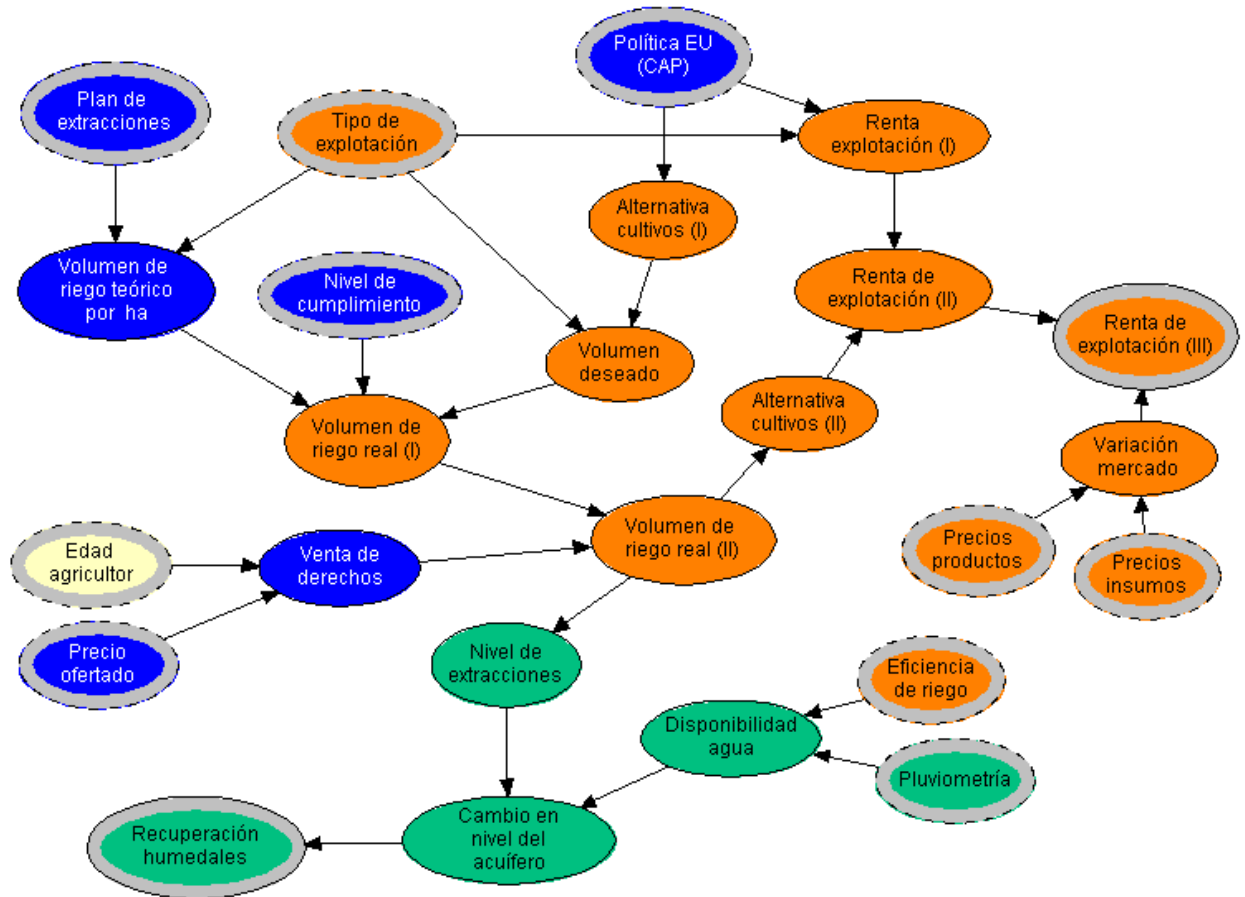 Política EU
(CAP)
Plan de
extracciones
Tipo de
explotación
Renta
explotación (I)
Alternativa
cultivos (I)
Volumen de
riego teórico
por ha
Nivel de
cumplimiento
Renta de
explotación (II)
Renta de
explotación (III)
Volumen
deseado
Alternativa
cultivos (II)
Volumen de
riego real (I)
Variación
mercado
Volumen de
riego real (II)
Edad
agricultor
Venta de
derechos
Precios
productos
Precios
insumos
Precio
ofertado
Nivel de
extracciones
Eficiencia
de riego
Disponibilidad
agua
Pluviometría
Recuperación
humedales
Cambio en
nivel del
acuífero